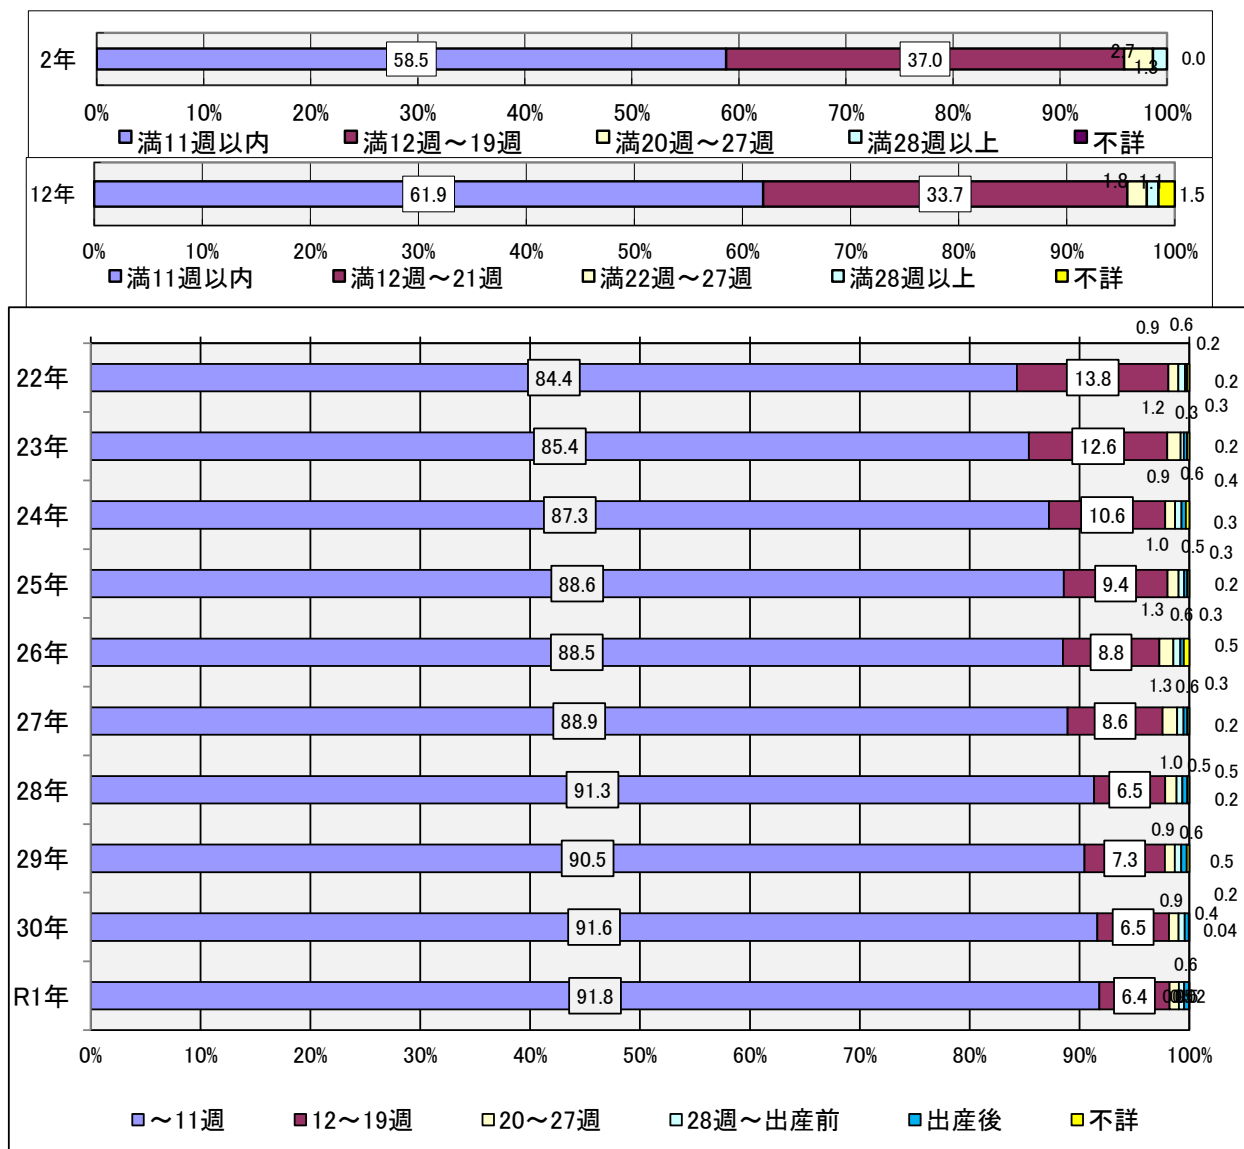 2年 58.5 37.0 2.7 1.3 0.0
0% 10% 20% 30% 40% 50% 60% 70% 80% 90% 100%
満11週以内 満12週～19週 満20週～27週 満28週以上 不詳
12年 61.9 33.7 1.8 1.1 1.5
0% 10% 20% 30% 40% 50% 60% 70% 80% 90% 100%
満11週以内 満12週～21週 満22週～27週 満28週以上 不詳
0.9 0.6
0.2
22年 84.4 13.8 0.2
1.2 0.3 0.3
23年 85.4 12.6 0.2
0.9 0.6 0.4
24年 87.3 10.6 0.3
1.0 0.5 0.3
25年 88.6 9.4 0.2
1.3 0.6 0.3
26年 88.5 8.8 0.5
1.3 0.6 0.3
27年 88.9 8.6 0.2
1.0 0.5 0.5
28年 91.3 6.5 0.2
0.9 0.6
29年 90.5 7.3 0.5
0.9 0.2
0.4
30年 91.6 6.5 0.04
0.6
R1年 91.8 6.4
0% 10% 20% 30% 40% 50% 60% 70% 80% 90% 100%
～11週 12～19週 20～27週 28週～出産前 出産後 不詳